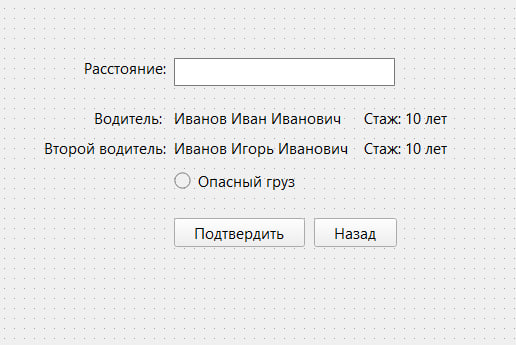 Расстояние:
Водитель: Иванов Иван Иванович Стаж: 10 лет
Второй водитель: Иванов Игорь Иванович Стаж: 10 лет
Опасный груз
Подтвердить Назад